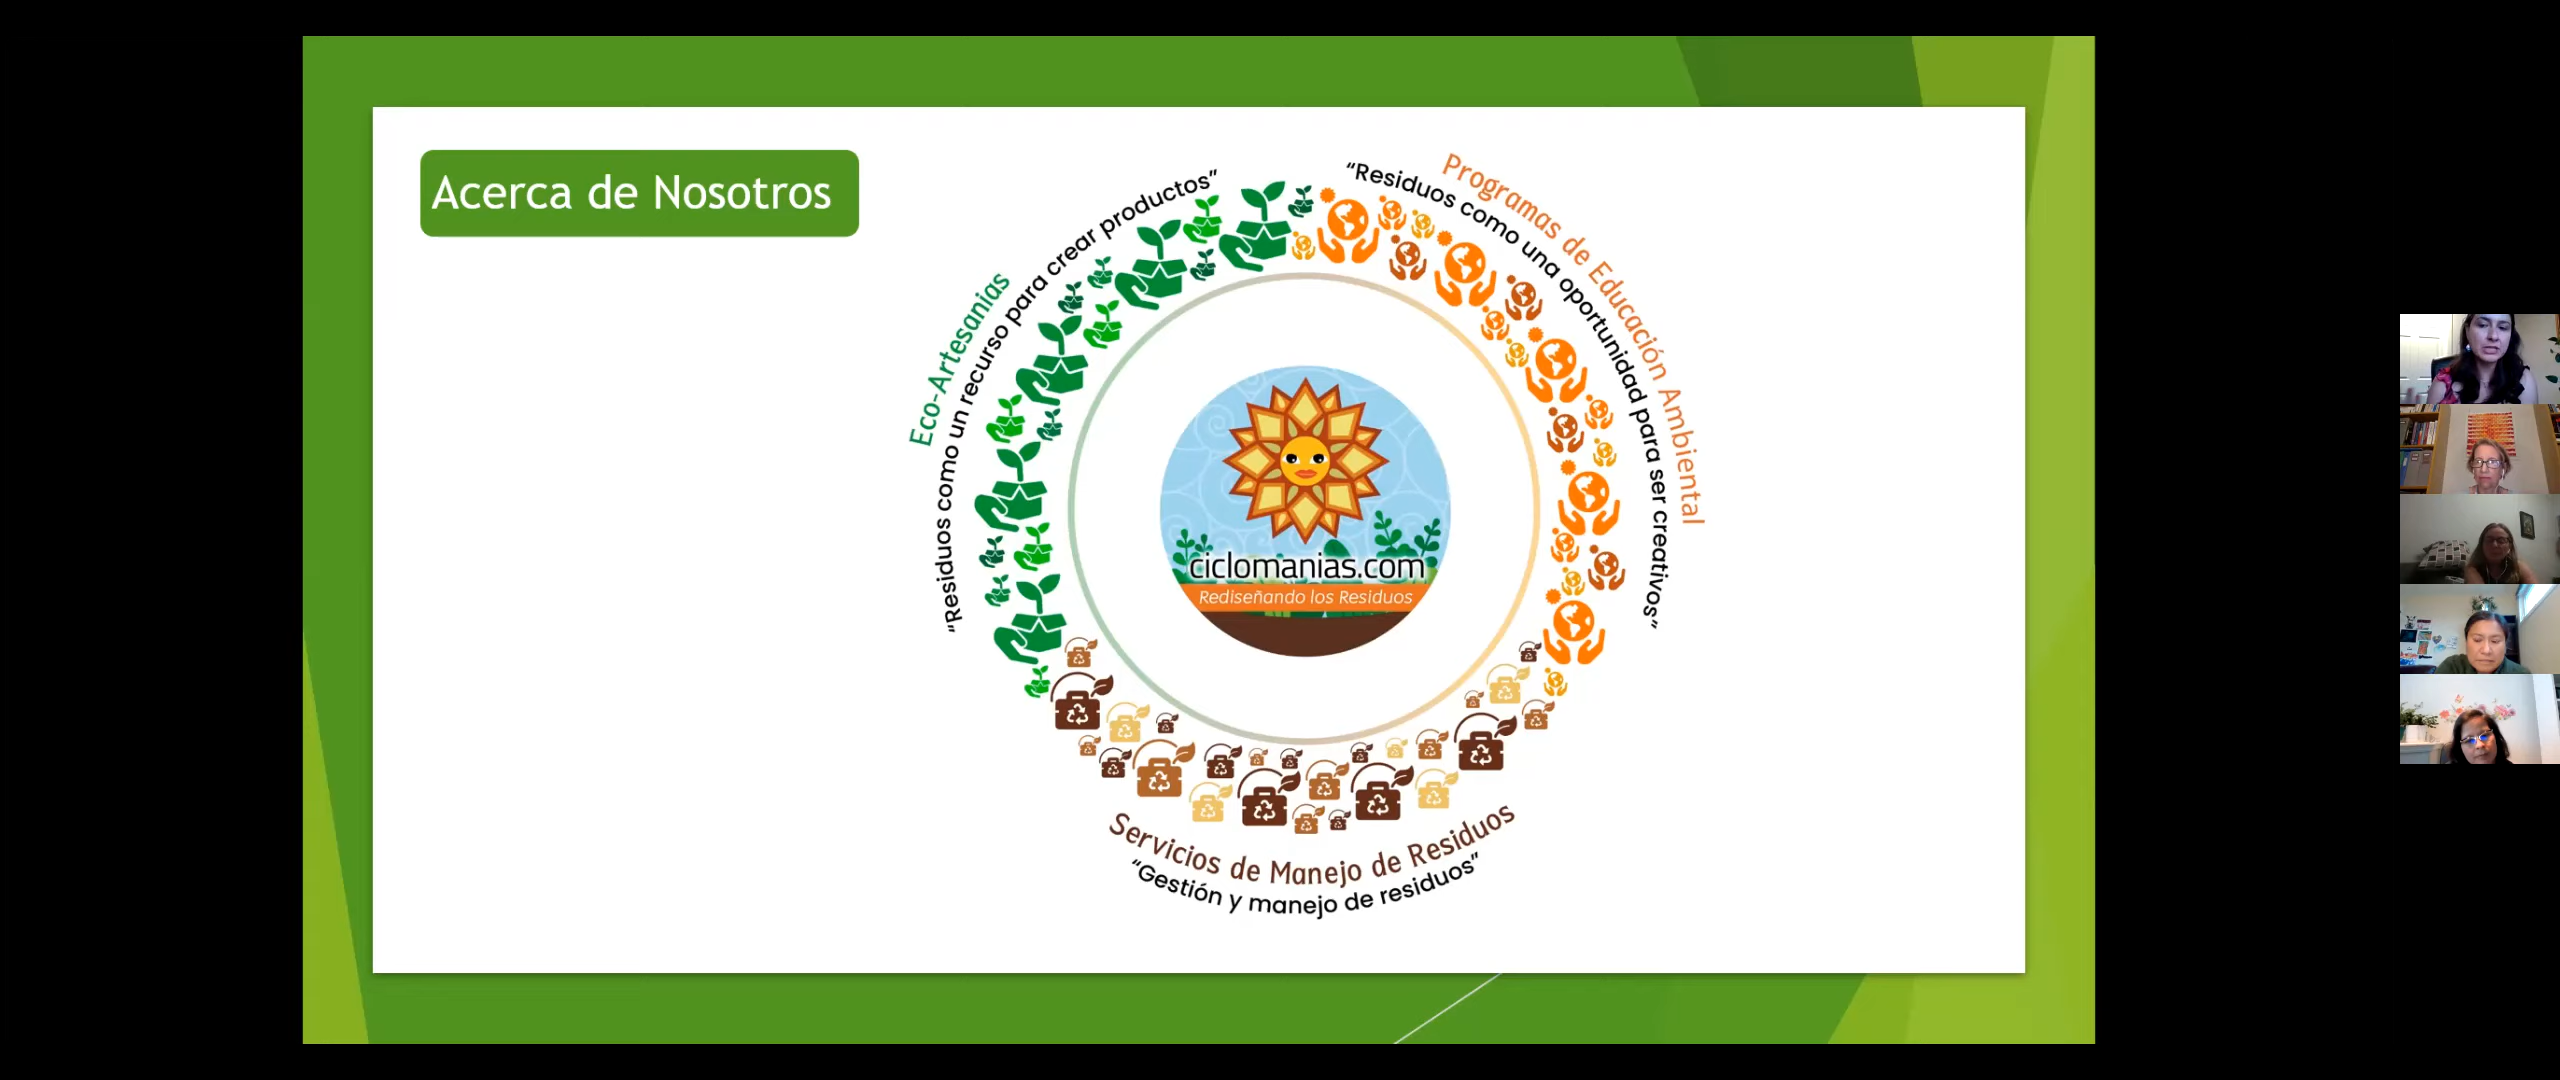 Acerca de Nosotros
Eco-Artesanias
“Residuos como un recurso para crear productos”
Programas de Educación Ambiental
“Residuos como una oportunidad para ser creativos”
ciclomanias.com
Rediseñando los Residuos
Servicios de Manejo de Residuos
“Gestión y manejo de residuos”